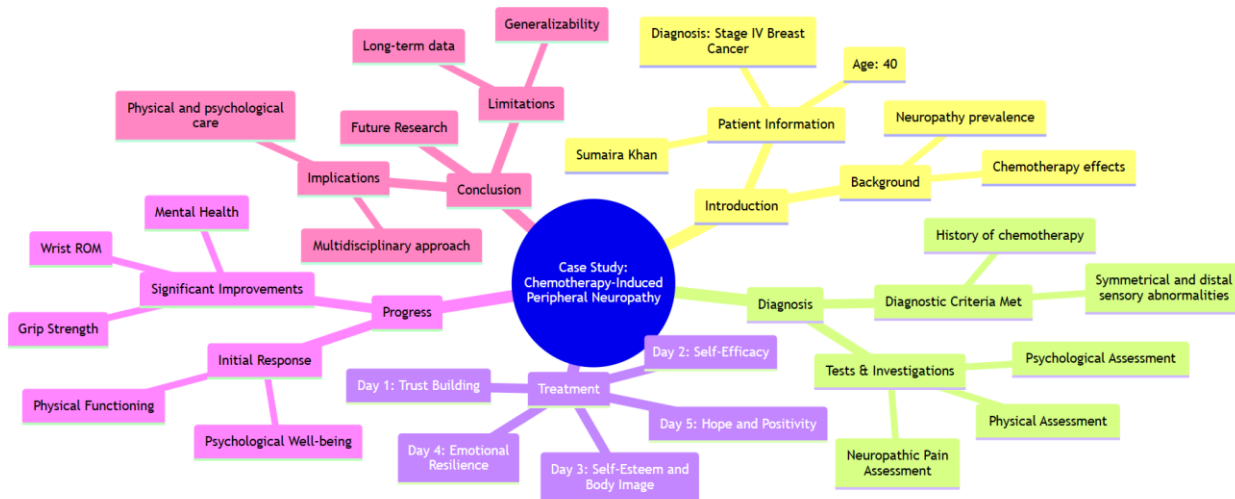 Case Study:
Chemotherapy-Induced
Peripheral Neuropathy
Introduction
Patient Information
Sumaira Khan
Diagnosis: Stage IV Breast
Cancer
Age: 40
Background
Neuropathy prevalence
Chemotherapy effects
Diagnosis
Diagnostic Criteria Met
History of chemotherapy
Symmetrical and distal
sensory abnormalities
Tests & Investigations
Psychological Assessment
Physical Assessment
Neuropathic Pain
Assessment
Treatment
Day 1: Trust Building
Day 2: Self-Efficacy
Day 3: Self-Esteem and
Body Image
Day 4: Emotional
Resilience
Day 5: Hope and Positivity
Progress
Initial Response
Physical Functioning
Psychological Well-being
Significant Improvements
Grip Strength
Wrist ROM
Mental Health
Conclusion
Implications
Physical and psychological
care
Multidisciplinary approach
Future Research
Limitations
Long-term data
Generalizability